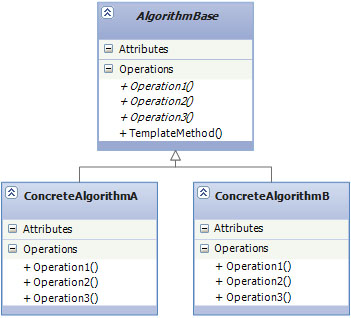 AlgorithmBase
Attributes
Operations
+ Operation1()
+ Operation2()
+ Operation3()
+ TemplateMethod()
ConcreteAlgorithmA
Attributes
Operations
+ Operation1()
+ Operation2()
+ Operation3()
ConcreteAlgorithmB
Attributes
Operations
+ Operation1()
+ Operation2()
+ Operation3()